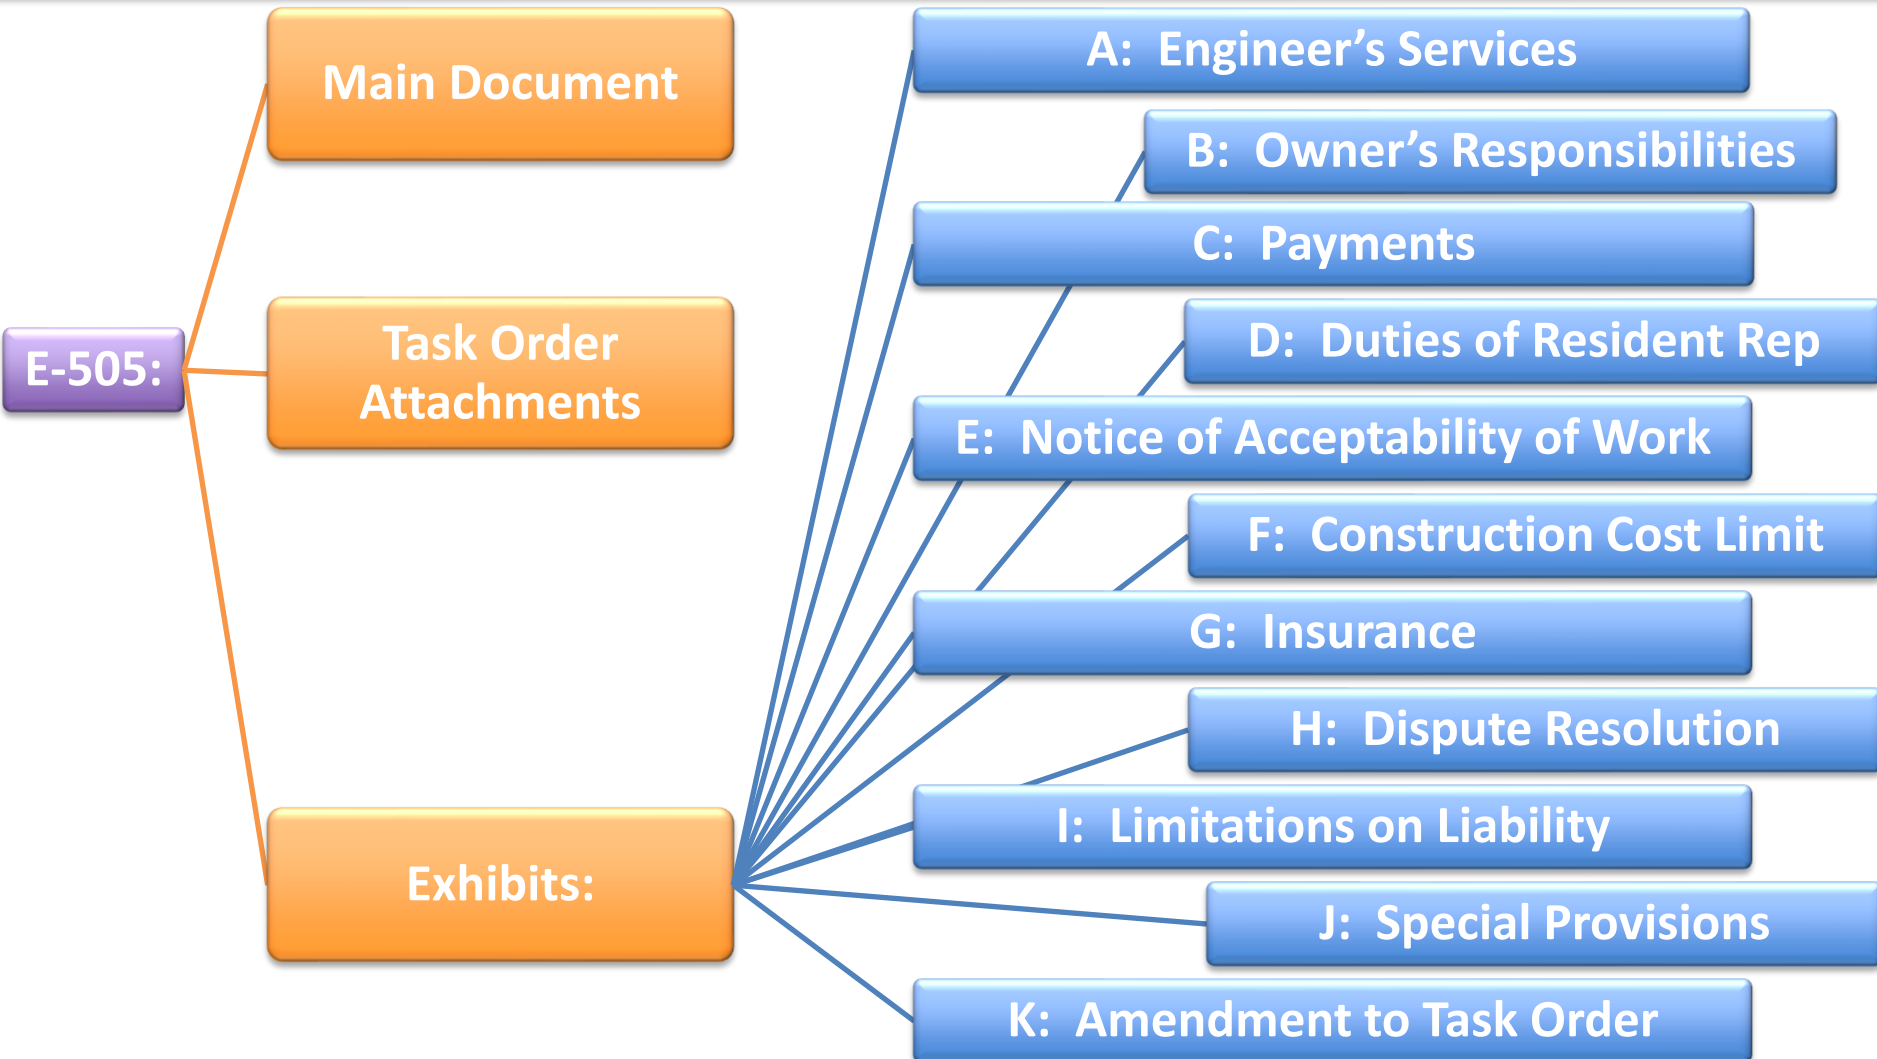 E-505:
Main Document
Task Order
Attachments
Exhibits:
A:  Engineer’s Services
B:  Owner’s Responsibilities
C:  Payments
D:  Duties of Resident Rep
E:  Notice of Acceptability of Work
F:  Construction Cost Limit
G:  Insurance
H:  Dispute Resolution
I:  Limitations on Liability
J:  Special Provisions
K:  Amendment to Task Order